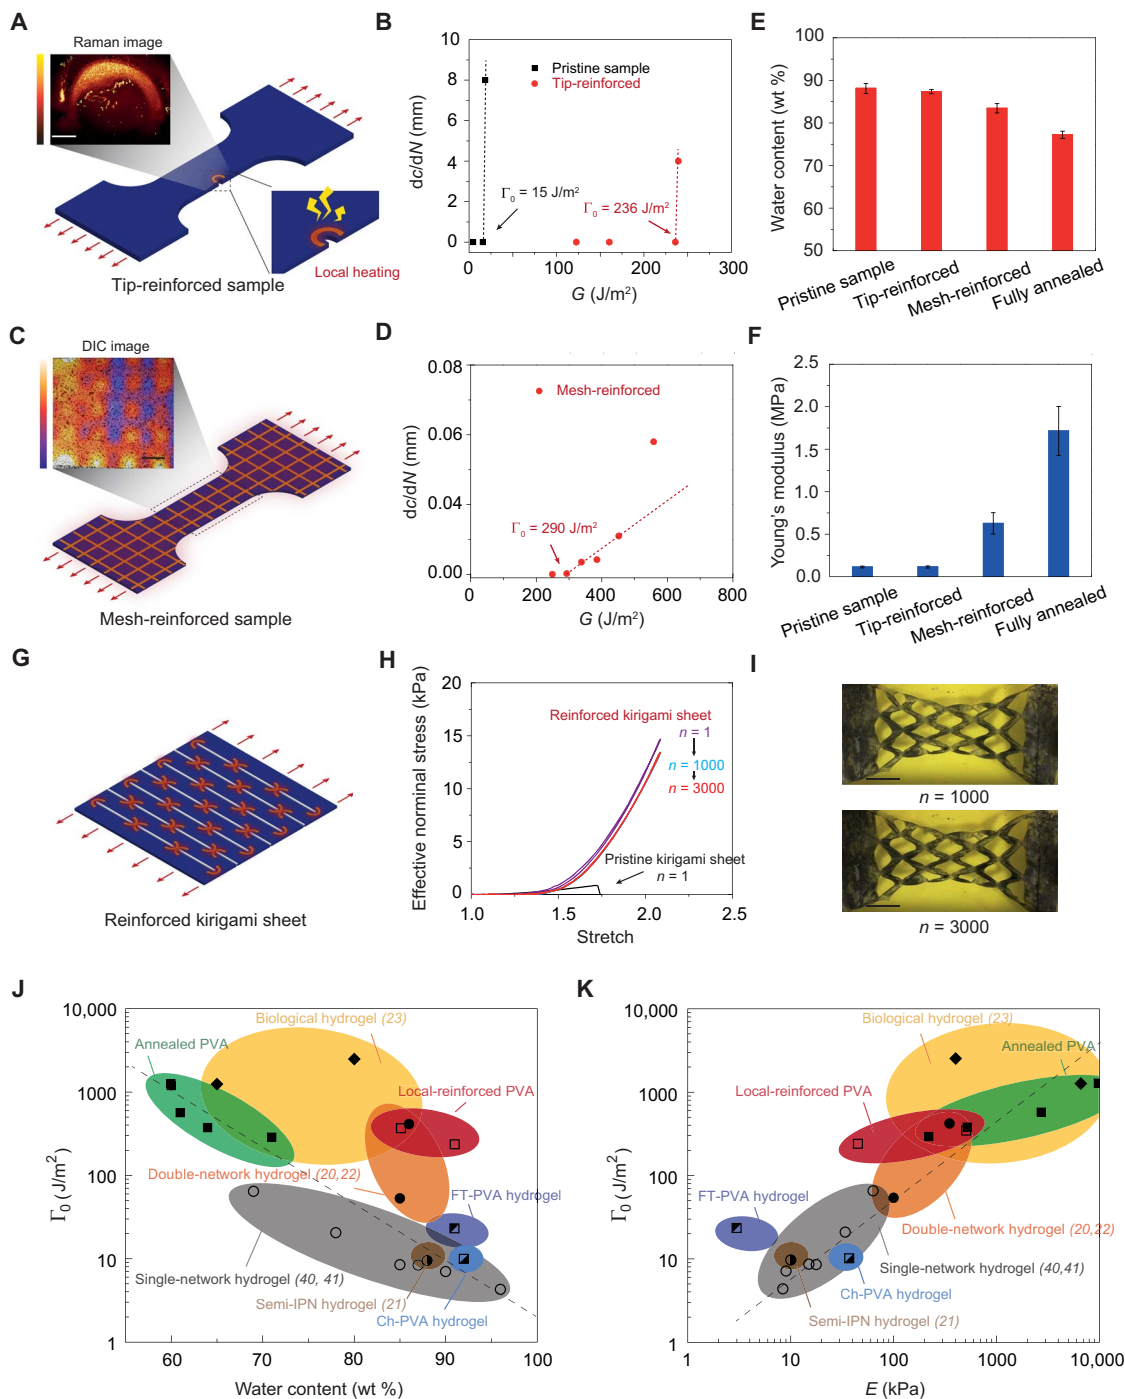 A
Raman image
Local heating
Tip-reinforced sample
B
10
8
6
4
2
0
dc/dN (mm)
Pristine sample
Tip-reinforced
Γ0 = 15 J/m²
Γ0 = 236 J/m²
0 100 200 300
G (J/m²)
E
100
90
80
70
60
50
Water content (wt %)
Pristine sample
Tip-reinforced
Mesh-reinforced
Fully annealed
C
DIC image
Mesh-reinforced sample
D
0.08
0.06
0.04
0.00
dc/dN (mm)
Mesh-reinforced
Γ0 = 290 J/m²
0 200 400 600 800
G (J/m²)
F
2.5
2.0
1.5
1.0
0.5
0.0
Young's modulus (MPa)
Pristine sample
Tip-reinforced
Mesh-reinforced
Fully annealed
G
Reinforced kirigami sheet
H
20
15
10
5
0
Effective norminal stress (kPa)
Reinforced kirigami sheet
n = 1
n = 1000
n = 3000
Pristine kirigami sheet
n = 1
1.0 1.5 2.0 2.5
Stretch
I
n = 1000
n = 3000
J
10,000
1000
100
10
1
Γ0 (J/m²)
Biological hydrogel (23)
Annealed PVA
Local-reinforced PVA
Double-network hydrogel (20,22)
FT-PVA hydrogel
Single-network hydrogel (40, 41)
Semi-IPN hydrogel (21)
Ch-PVA hydrogel
60 70 80 90 100
Water content (wt %)
K
10,000
1000
100
10
1
Γ0 (J/m²)
Biological hydrogel (23)
Annealed PVA
Local-reinforced PVA
FT-PVA hydrogel
Double-network hydrogel (20,22)
Single-network hydrogel (40,41)
Ch-PVA hydrogel
Semi-IPN hydrogel (21)
1 10 100 1000 10,000
E (kPa)